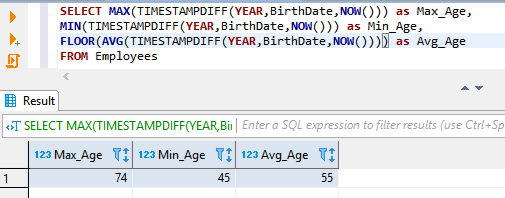 SELECT MAX(TIMESTAMPDIFF(YEAR,BirthDate,NOW())) as Max_Age,
MIN(TIMESTAMPDIFF(YEAR,BirthDate,NOW())) as Min_Age,
FLOOR(AVG(TIMESTAMPDIFF(YEAR,BirthDate,NOW()))) as Avg_Age
FROM Employees
Result
SELECT MAX(TIMESTAMPDIFF(YEAR,Bir Enter a SQL expression to filter results (use Ctrl+Sp
123 Max_Age 123 Min_Age 123 Avg_Age
1 74 45 55